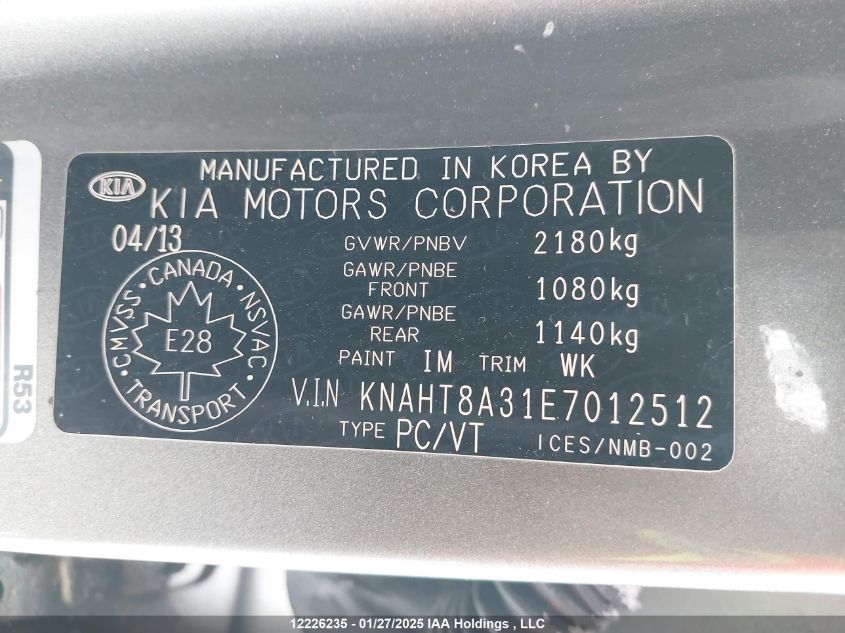 MANUFACTURED IN KOREA BY
KIA
KIA MOTORS CORPORATION
04/13 GVWR/PNBV 2180kg
GAWR/PNBE
FRONT 1080kg
GAWR/PNBE
REAR 1140kg
PAINT IM TRIM WK
V.I.N KNAHT8A31E7012512
TYPE PC/VT ICES/NMB-002
CMVSS • CANADA • NSVAC • TRANSPORT •
E28
R53
12226235 - 01/27/2025 IAA Holdings , LLC